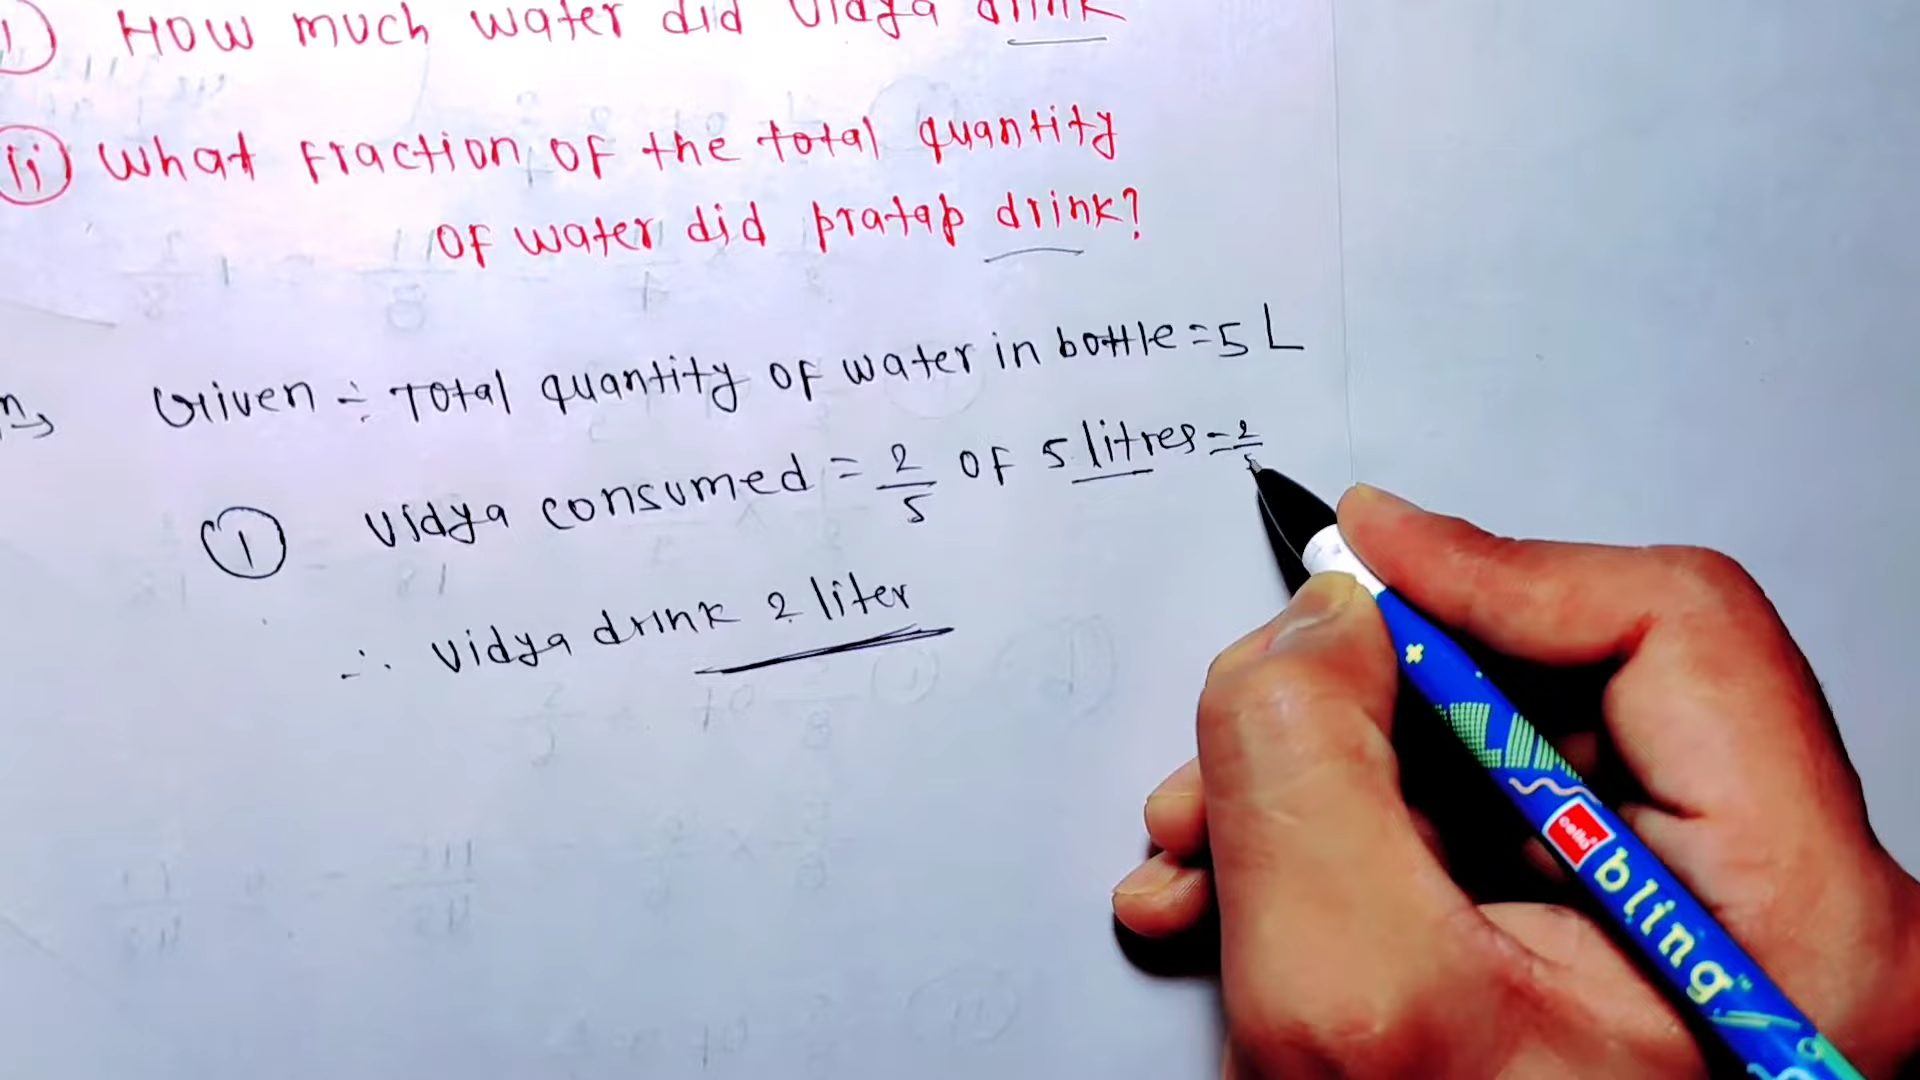 How much water did Vidya drink
(ii) What fraction of the total quantity
of water did pratap drink?
Given ÷ Total quantity of water in bottle = 5 L
(1) Vidya consumed = 2/5 of 5 litres = 2/5
∴ Vidya drink 2 liter
cello
bling